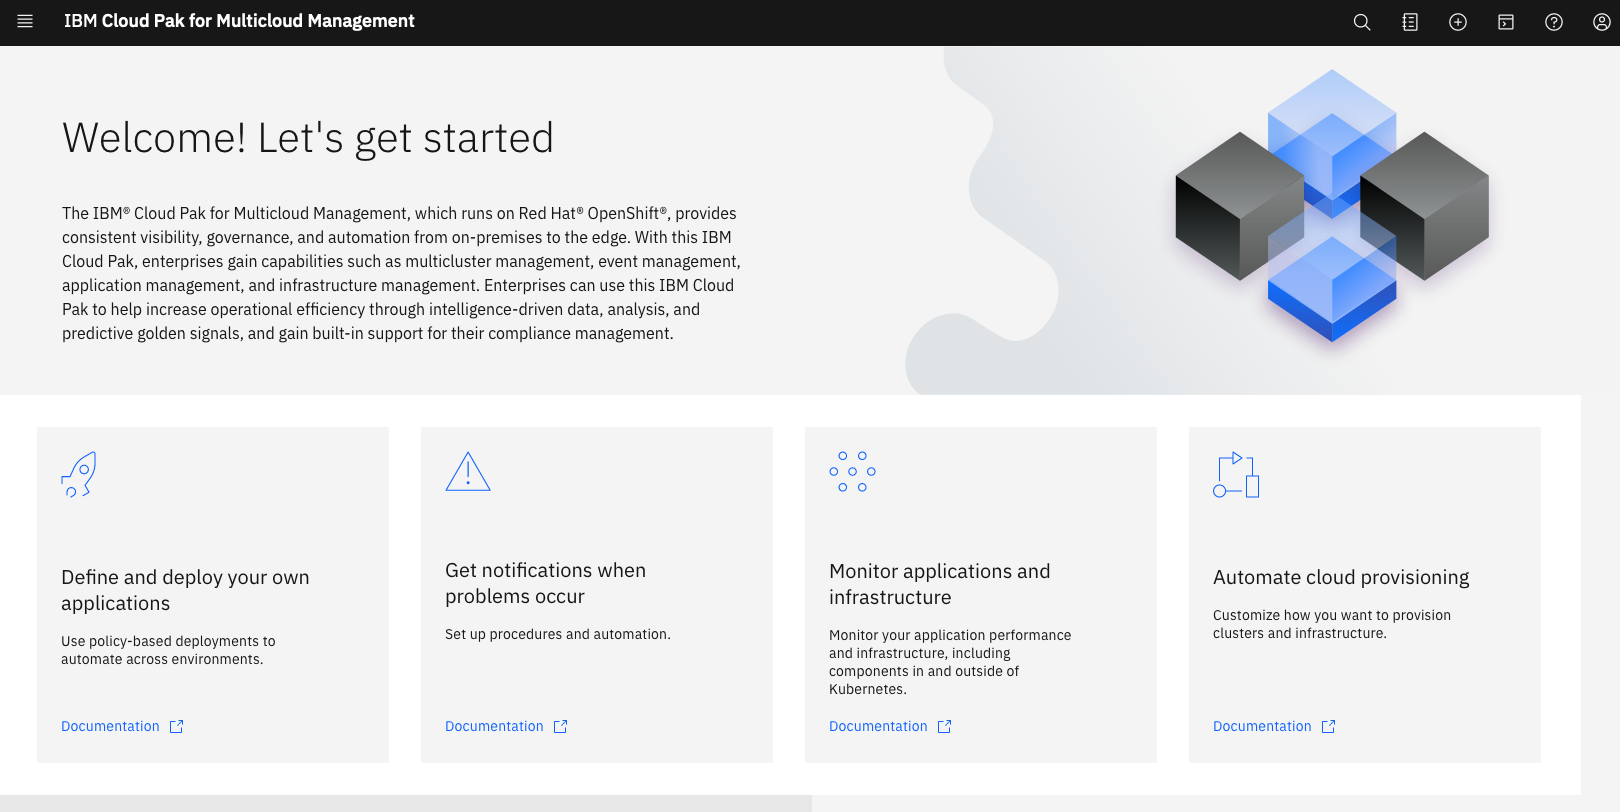 IBM Cloud Pak for Multicloud Management
Welcome! Let's get started
The IBM® Cloud Pak for Multicloud Management, which runs on Red Hat® OpenShift®, provides
consistent visibility, governance, and automation from on-premises to the edge. With this IBM
Cloud Pak, enterprises gain capabilities such as multicluster management, event management,
application management, and infrastructure management. Enterprises can use this IBM Cloud
Pak to help increase operational efficiency through intelligence-driven data, analysis, and
predictive golden signals, and gain built-in support for their compliance management.
Define and deploy your own
applications
Use policy-based deployments to
automate across environments.
Documentation
Get notifications when
problems occur
Set up procedures and automation.
Documentation
Monitor applications and
infrastructure
Monitor your application performance
and infrastructure, including
components in and outside of
Kubernetes.
Documentation
Automate cloud provisioning
Customize how you want to provision
clusters and infrastructure.
Documentation